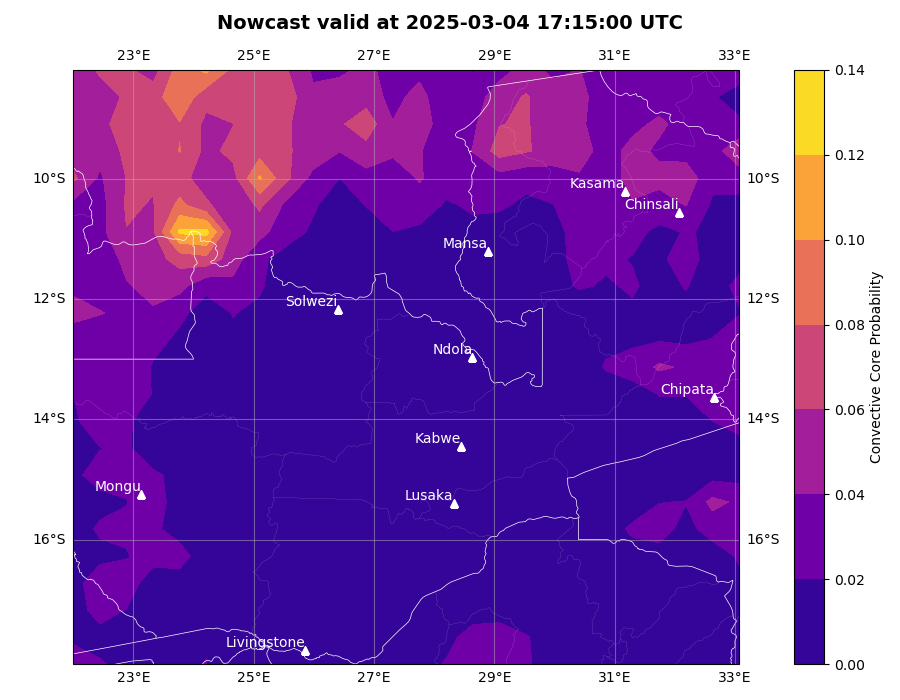 Nowcast valid at 2025-03-04 17:15:00 UTC
23°E 25°E 27°E 29°E 31°E 33°E
0.14
0.12
10°S Kasama 10°S
Chinsali
0.10
Mansa
12°S Solwezi 12°S
0.08
Ndola
Chipata
0.06
14°S 14°S
Kabwe
Mongu
Lusaka
0.04
16°S 16°S
0.02
Livingstone
0.00
23°E 25°E 27°E 29°E 31°E 33°E
Convective Core Probability